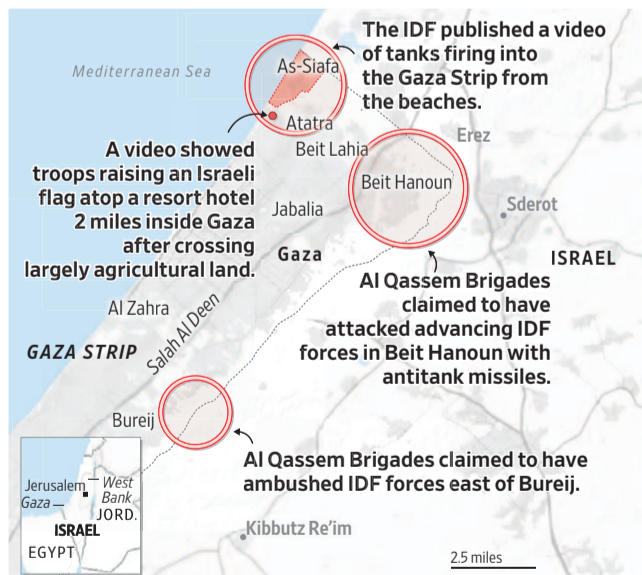 The IDF published a video
of tanks firing into
the Gaza Strip from
the beaches.
Mediterranean Sea
As-Siafa
Atatra
Beit Lahia
Erez
A video showed
troops raising an Israeli
flag atop a resort hotel
2 miles inside Gaza
after crossing
largely agricultural land.
Beit Hanoun
Jabalia
Sderot
Gaza
ISRAEL
Al Qassem Brigades
claimed to have
attacked advancing IDF
forces in Beit Hanoun with
antitank missiles.
Al Zahra
Salah Al Deen
GAZA STRIP
Bureij
Al Qassem Brigades claimed to have
ambushed IDF forces east of Bureij.
Jerusalem
West
Bank
Gaza
JORD.
ISRAEL
EGYPT
Kibbutz Re’im
2.5 miles